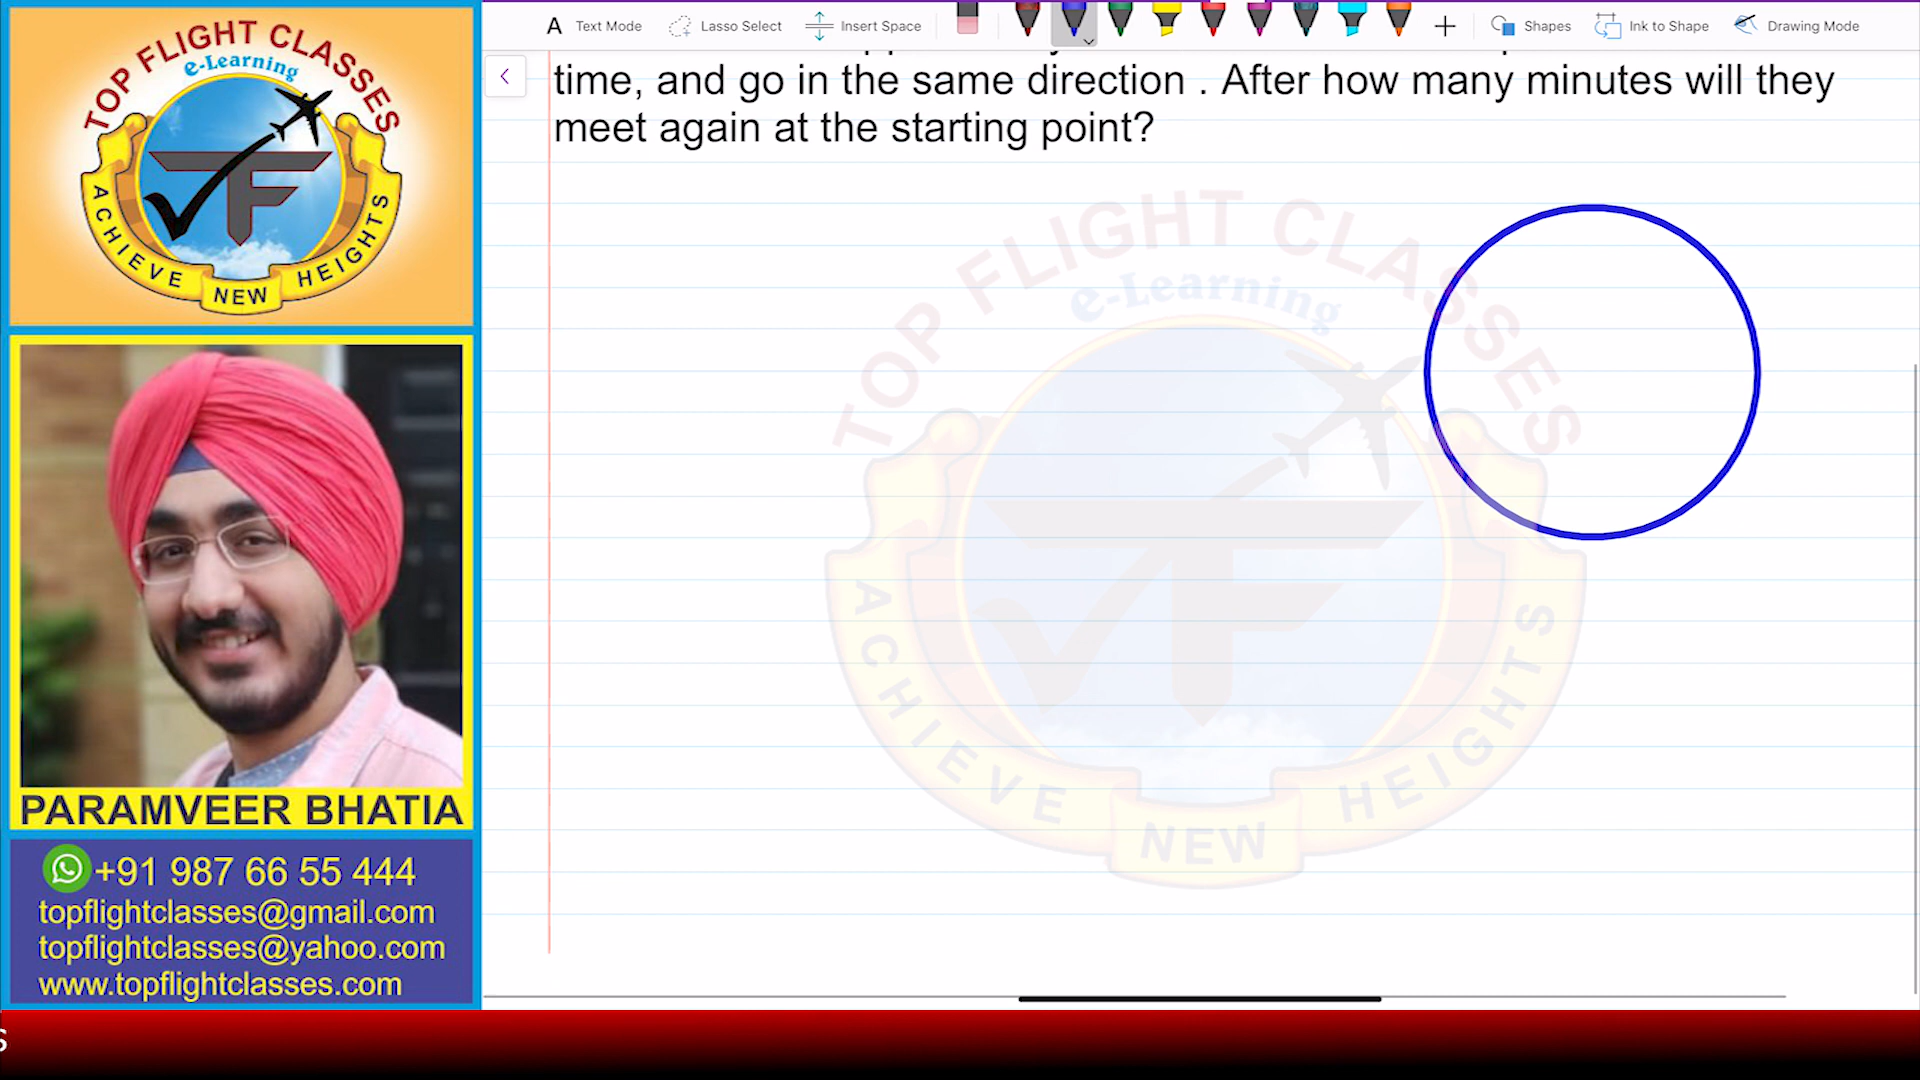 TOP FLIGHT CLASSES
e-Learning
TF
ACHIEVE NEW HEIGHTS
PARAMVEER BHATIA
+91 987 66 55 444
topflightclasses@gmail.com
topflightclasses@yahoo.com
www.topflightclasses.com
A Text Mode Lasso Select Insert Space Shapes Ink to Shape Drawing Mode
time, and go in the same direction . After how many minutes will they
meet again at the starting point?
TOP FLIGHT CLASSES
e-Learning
TF
ACHIEVE NEW HEIGHTS